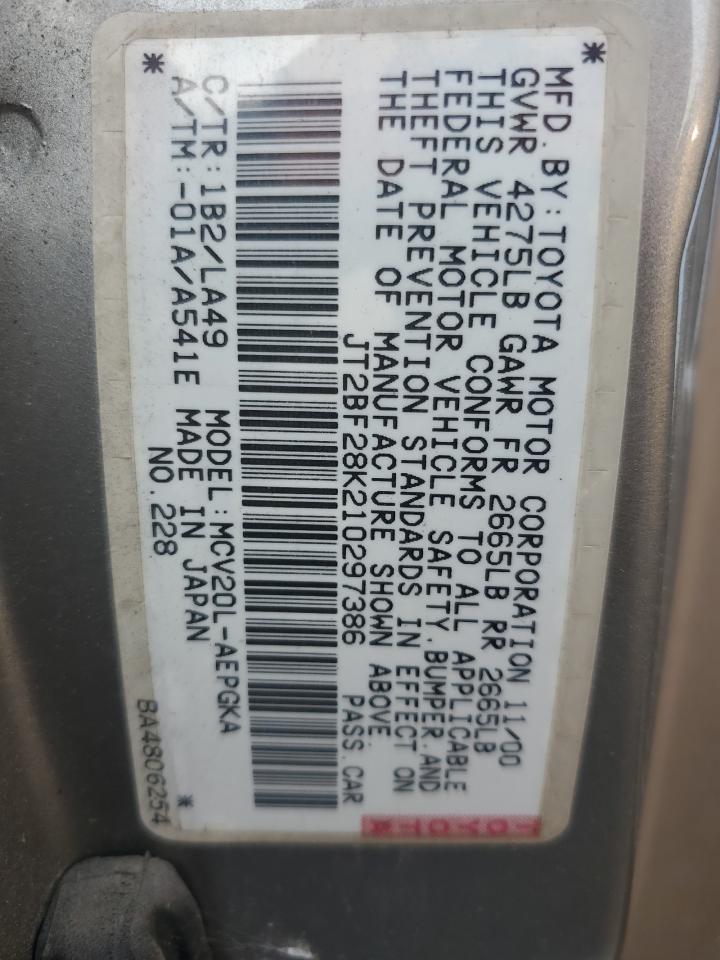 MFD.BY:TOYOTA MOTOR CORPORATION 11/00
GVWR 4275LB GAWR FR 2665LB RR 2665LB
THIS VEHICLE CONFORMS TO ALL APPLICABLE
FEDERAL MOTOR VEHICLE SAFETY,BUMPER,AND
THEFT PREVENTION STANDARDS IN EFFECT ON
THE DATE OF MANUFACTURE SHOWN ABOVE.
JT2BF28K210297386 PASS.CAR
C/TR:1B2/LA49 MODEL:MCV20L-AEPGKA
A/TM:-01A/A541E MADE IN JAPAN
NO.228
BA4806254
TOYOTA